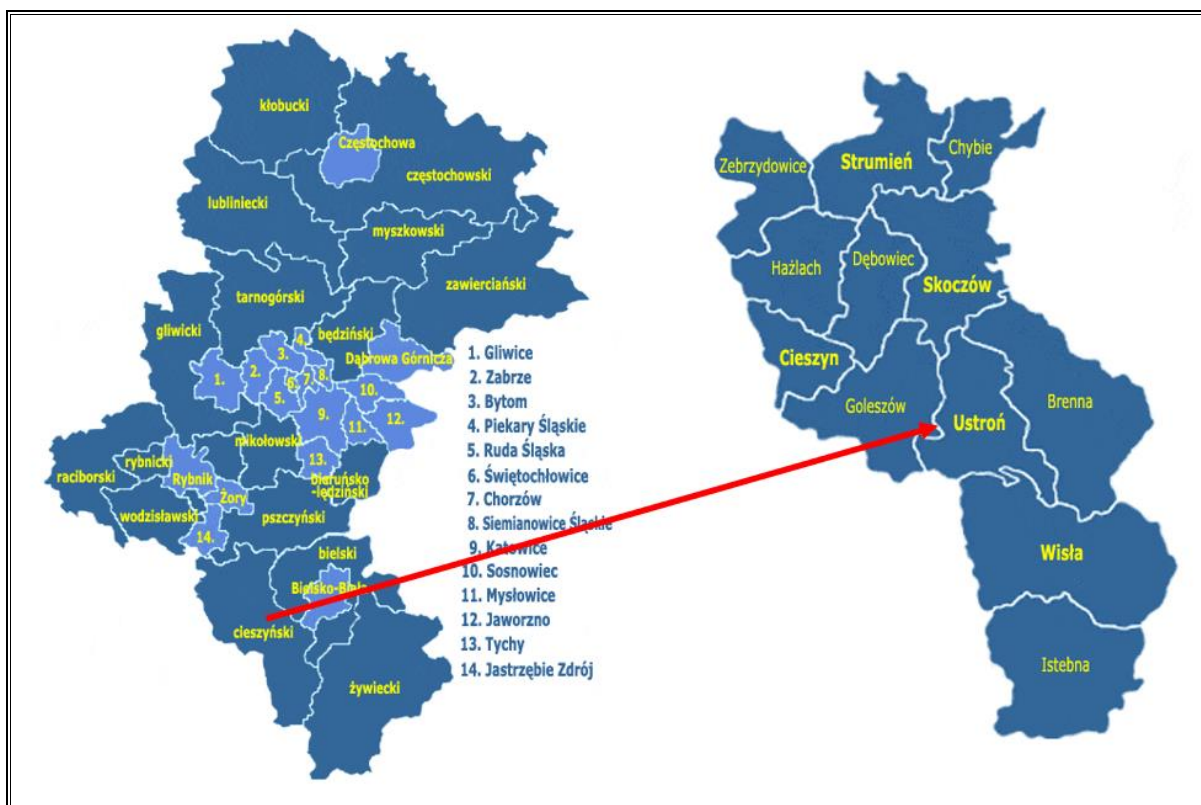 kłobucki
Częstochowa
częstochowski
lubliniecki
myszkowski
zawierciański
tarnogórski
gliwicki
będziński
Dąbrowa Górnicza
4.
3.
2.
1.
6.
7.
8.
5.
9.
10.
11.
12.
mikołowski
13.
bieruńsko
-lędziński
rybnicki
raciborski
Rybnik
Żory
wodzisławski
pszczyński
14.
bielski
Bielsko-Biała
cieszyński
żywiecki
1. Gliwice
2. Zabrze
3. Bytom
4. Piekary Śląskie
5. Ruda Śląska
6. Świętochłowice
7. Chorzów
8. Siemianowice Śląskie
9. Katowice
10. Sosnowiec
11. Mysłowice
12. Jaworzno
13. Tychy
14. Jastrzębie Zdrój
Zebrzydowice
Strumień
Chybie
Hażlach
Dębowiec
Skoczów
Cieszyn
Goleszów
Ustroń
Brenna
Wisła
Istebna